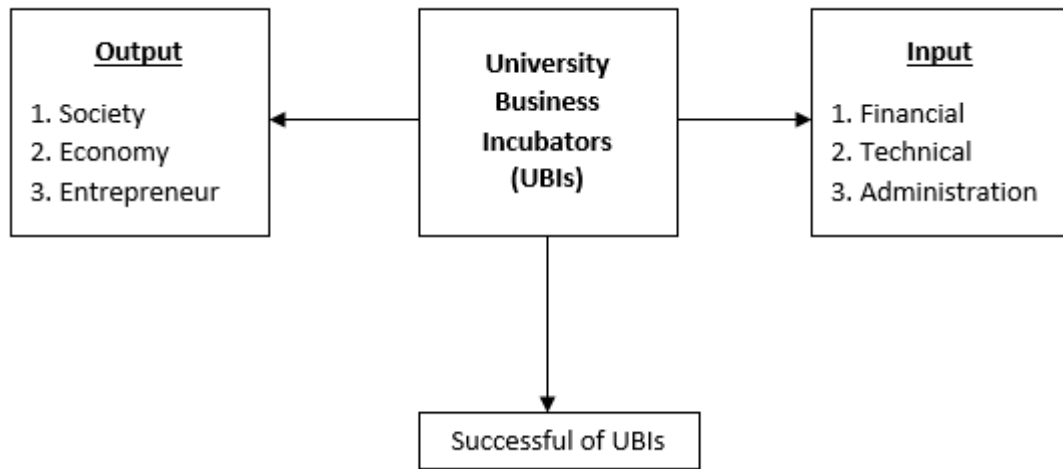 Output
1. Society
2. Economy
3. Entrepreneur
University
Business
Incubators
(UBIs)
Input
1. Financial
2. Technical
3. Administration
Successful of UBIs